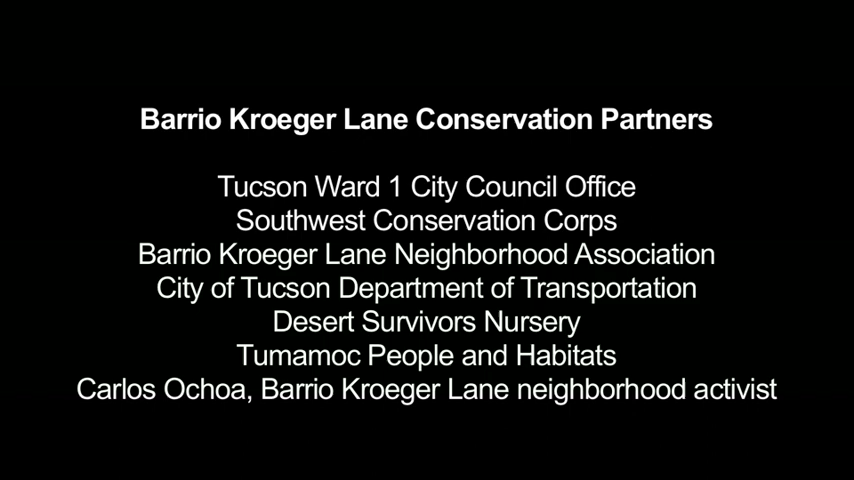 Barrio Kroeger Lane Conservation Partners
Tucson Ward 1 City Council Office
Southwest Conservation Corps
Barrio Kroeger Lane Neighborhood Association
City of Tucson Department of Transportation
Desert Survivors Nursery
Tumamoc People and Habitats
Carlos Ochoa, Barrio Kroeger Lane neighborhood activist